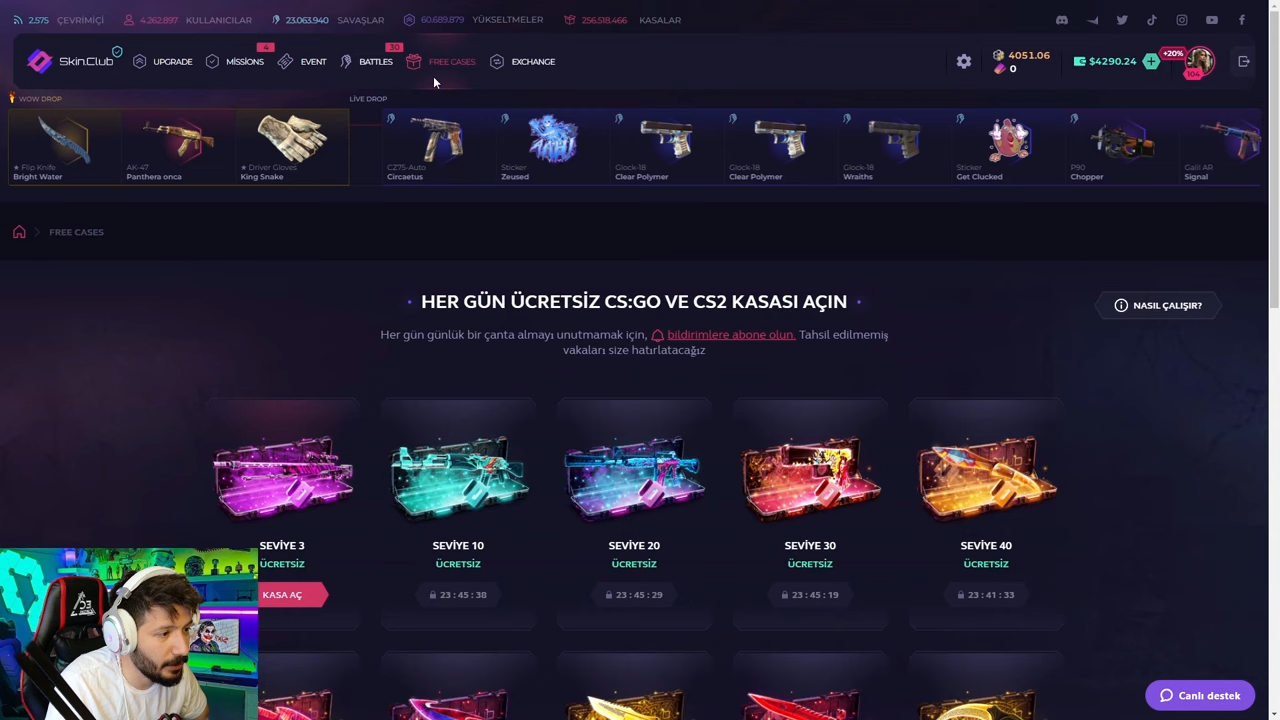 2.575 ÇEVRİMİÇİ 4.262.897 KULLANICILAR 23.063.940 SAVAŞLAR 60.689.879 YÜKSELTMELER 256.518.466 KASALAR
Skin.Club UPGRADE 4 MİSSİONS EVENT 30 BATTLES FREE CASES EXCHANGE 4051.06 $4290.24 +20%
0 104
WOW DROP LİVE DROP
★ Flip Knife AK-47 ★ Driver Gloves CZ75-Auto Sticker Glock-18 Glock-18 Glock-18 Sticker P90 Galil AR
Bright Water Panthera onca King Snake Circaetus Zeused Clear Polymer Clear Polymer Wraiths Get Clucked Chopper Signal
FREE CASES
HER GÜN ÜCRETSİZ CS:GO VE CS2 KASASI AÇIN
NASIL ÇALIŞIR?
Her gün günlük bir çanta almayı unutmamak için, bildirimlere abone olun. Tahsil edilmemiş
vakaları size hatırlatacağız
SEVİYE 3 SEVİYE 10 SEVİYE 20 SEVİYE 30 SEVİYE 40
ÜCRETSİZ ÜCRETSİZ ÜCRETSİZ ÜCRETSİZ ÜCRETSİZ
KASA AÇ 23 : 45 : 38 23 : 45 : 29 23 : 45 : 19 23 : 41 : 33
Canlı destek